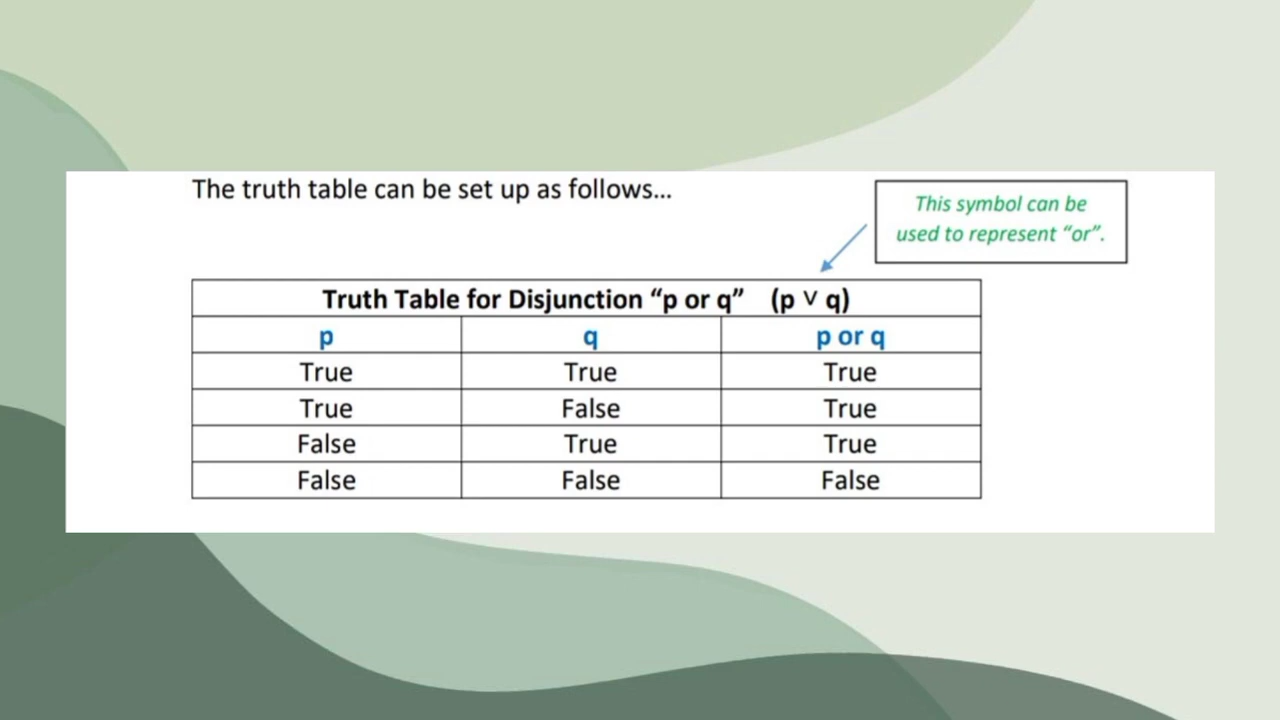 The truth table can be set up as follows...
This symbol can be
used to represent “or”.
Truth Table for Disjunction “p or q” (p ∨ q)
p q p or q
True True True
True False True
False True True
False False False